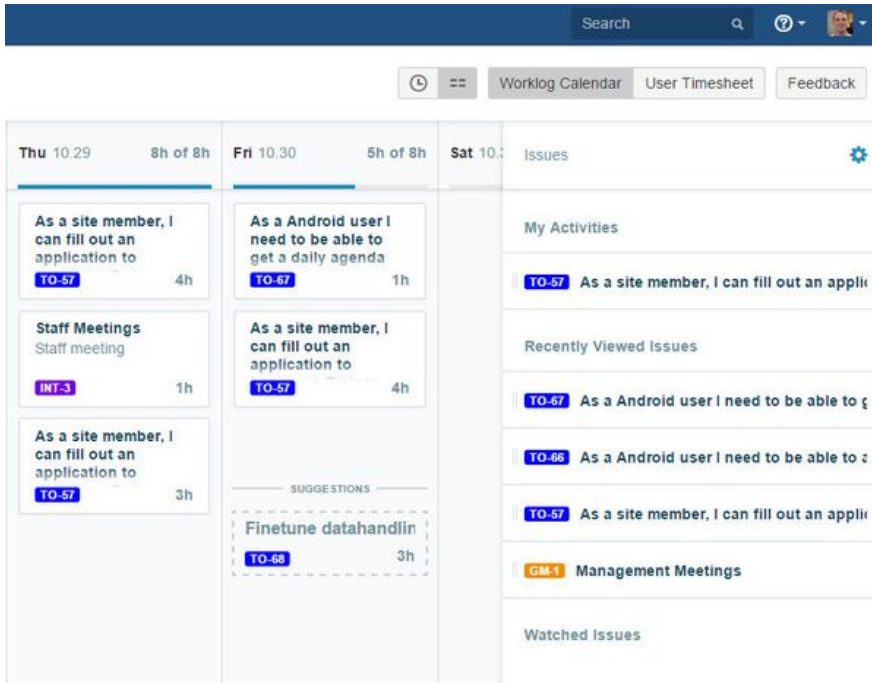 Search
Worklog Calendar User Timesheet Feedback
Thu 10.29 8h of 8h
As a site member, I
can fill out an
application to
TO-57 4h
Staff Meetings
Staff meeting
INT-3 1h
As a site member, I
can fill out an
application to
TO-57 3h
Fri 10.30 5h of 8h
As a Android user I
need to be able to
get a daily agenda
TO-67 1h
As a site member, I
can fill out an
application to
TO-57 4h
SUGGESTIONS
Finetune datahandlin
TO-68 3h
Sat 10.
Issues
My Activities
TO-57 As a site member, I can fill out an applic
Recently Viewed Issues
TO-67 As a Android user I need to be able to g
TO-66 As a Android user I need to be able to a
TO-57 As a site member, I can fill out an applic
GM-1 Management Meetings
Watched Issues